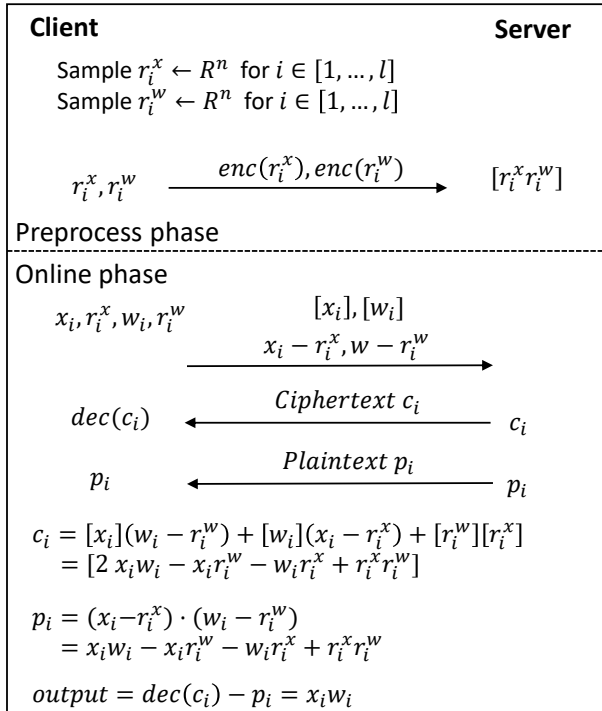 Client Server
Sample r_i^x ← R^n for i ∈ [1, …, l]
Sample r_i^w ← R^n for i ∈ [1, …, l]
r_i^x, r_i^w enc(r_i^x), enc(r_i^w) [r_i^x r_i^w]
Preprocess phase
Online phase
x_i, r_i^x, w_i, r_i^w [x_i], [w_i]
x_i − r_i^x, w − r_i^w
dec(c_i) Ciphertext c_i c_i
p_i Plaintext p_i p_i
c_i = [x_i](w_i − r_i^w) + [w_i](x_i − r_i^x) + [r_i^w][r_i^x]
= [2 x_i w_i − x_i r_i^w − w_i r_i^x + r_i^x r_i^w]
p_i = (x_i − r_i^x) · (w_i − r_i^w)
= x_i w_i − x_i r_i^w − w_i r_i^x + r_i^x r_i^w
output = dec(c_i) − p_i = x_i w_i